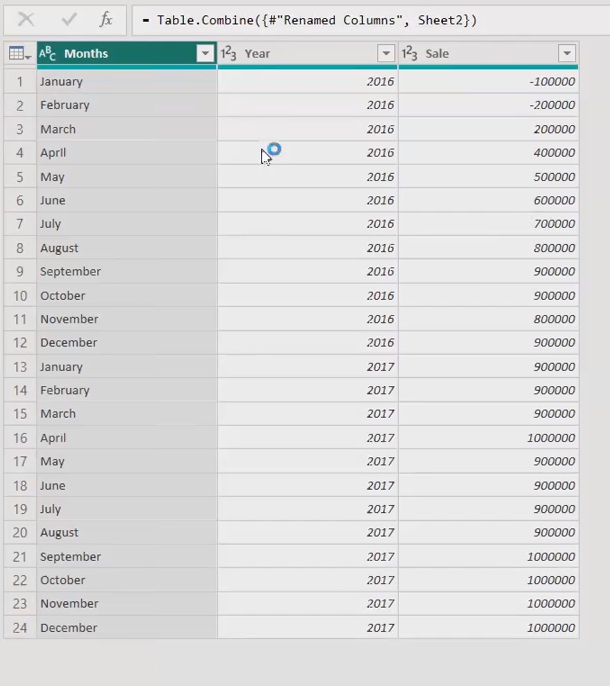 fx = Table.Combine({#"Renamed Columns", Sheet2})
ABC Months 123 Year 123 Sale
1 January 2016 -100000
2 February 2016 -200000
3 March 2016 200000
4 April 2016 400000
5 May 2016 500000
6 June 2016 600000
7 July 2016 700000
8 August 2016 800000
9 September 2016 900000
10 October 2016 900000
11 November 2016 800000
12 December 2016 900000
13 January 2017 900000
14 February 2017 900000
15 March 2017 900000
16 April 2017 1000000
17 May 2017 900000
18 June 2017 900000
19 July 2017 900000
20 August 2017 900000
21 September 2017 1000000
22 October 2017 1000000
23 November 2017 1000000
24 December 2017 1000000